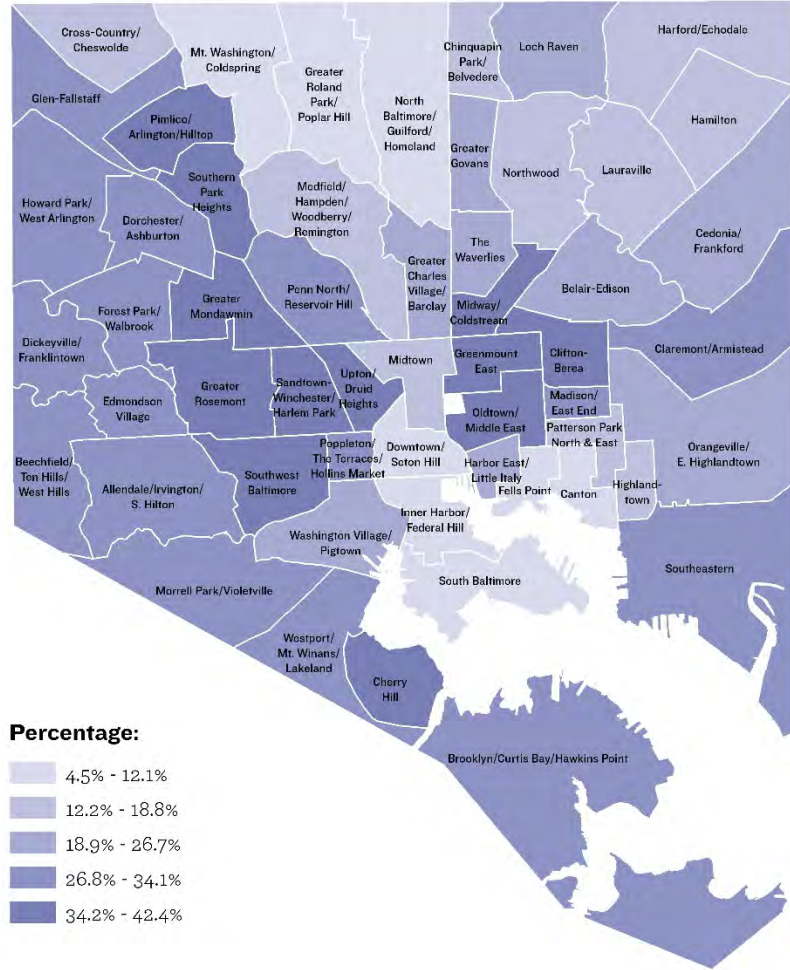 Cross-Country/
Cheswolde
Mt. Washington/
Coldspring
Greater
Roland
Park/
Poplar Hill
North
Baltimore/
Guilford/
Homeland
Chinquapin
Park/
Belvedere
Loch Raven
Harford/Echodale
Glen-Fallstaff
Pimlico/
Arlington/Hilltop
Hamilton
Greater
Govans
Northwood
Lauraville
Howard Park/
West Arlington
Southern
Park
Heights
Dorchester/
Ashburton
Medfield/
Hampden/
Woodberry/
Remington
Cedonia/
Frankford
The
Waverlies
Greater
Charles
Village/
Barclay
Belair-Edison
Penn North/
Reservoir Hill
Greater
Mondawmin
Forest Park/
Walbrook
Midway/
Coldstream
Dickeyville/
Franklintown
Claremont/Armistead
Midtown
Greenmount
East
Clifton-
Berea
Upton/
Druid
Heights
Greater
Rosemont
Sandtown-
Winchester/
Harlem Park
Edmondson
Village
Madison/
East End
Oldtown/
Middle East
Patterson Park
North & East
Orangeville/
E. Highlandtown
Poppleton/
The Terraces/
Hollins Market
Downtown/
Seton Hill
Beechfield/
Ten Hills/
West Hills
Southwest
Baltimore
Harbor East/
Little Italy
Fells Point
Canton
Highland-
town
Allendale/Irvington/
S. Hilton
Inner Harbor/
Federal Hill
Washington Village/
Pigtown
Southeastern
South Baltimore
Morrell Park/Violetville
Westport/
Mt. Winans/
Lakeland
Cherry
Hill
Brooklyn/Curtis Bay/Hawkins Point
Percentage:
4.5% - 12.1%
12.2% - 18.8%
18.9% - 26.7%
26.8% - 34.1%
34.2% - 42.4%